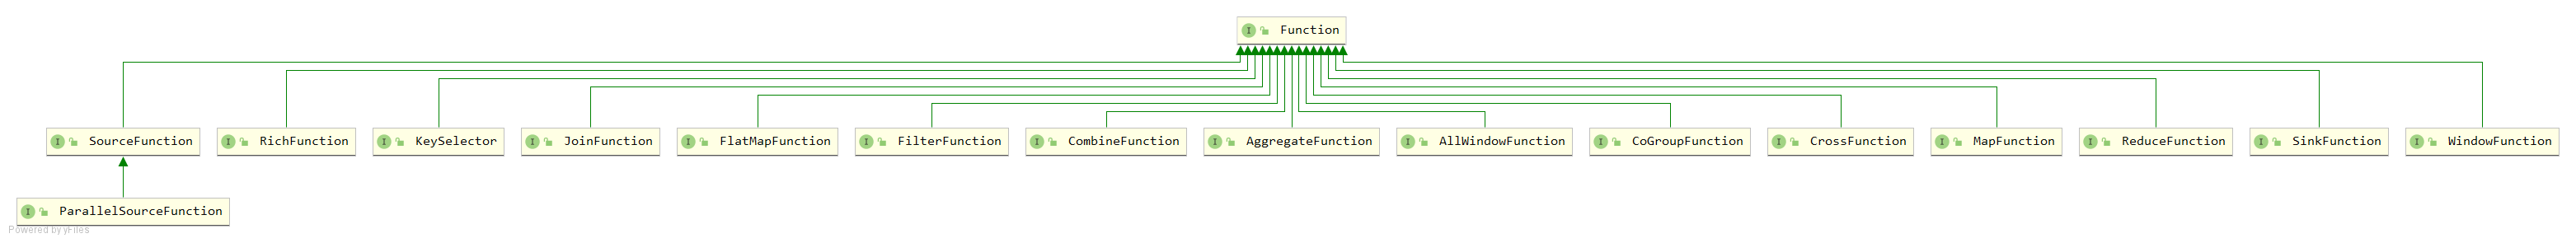 I Function
I SourceFunction
I RichFunction
I KeySelector
I JoinFunction
I FlatMapFunction
I FilterFunction
I CombineFunction
I AggregateFunction
I AllWindowFunction
I CoGroupFunction
I CrossFunction
I MapFunction
I ReduceFunction
I SinkFunction
I WindowFunction
I ParallelSourceFunction
Powered by yFiles